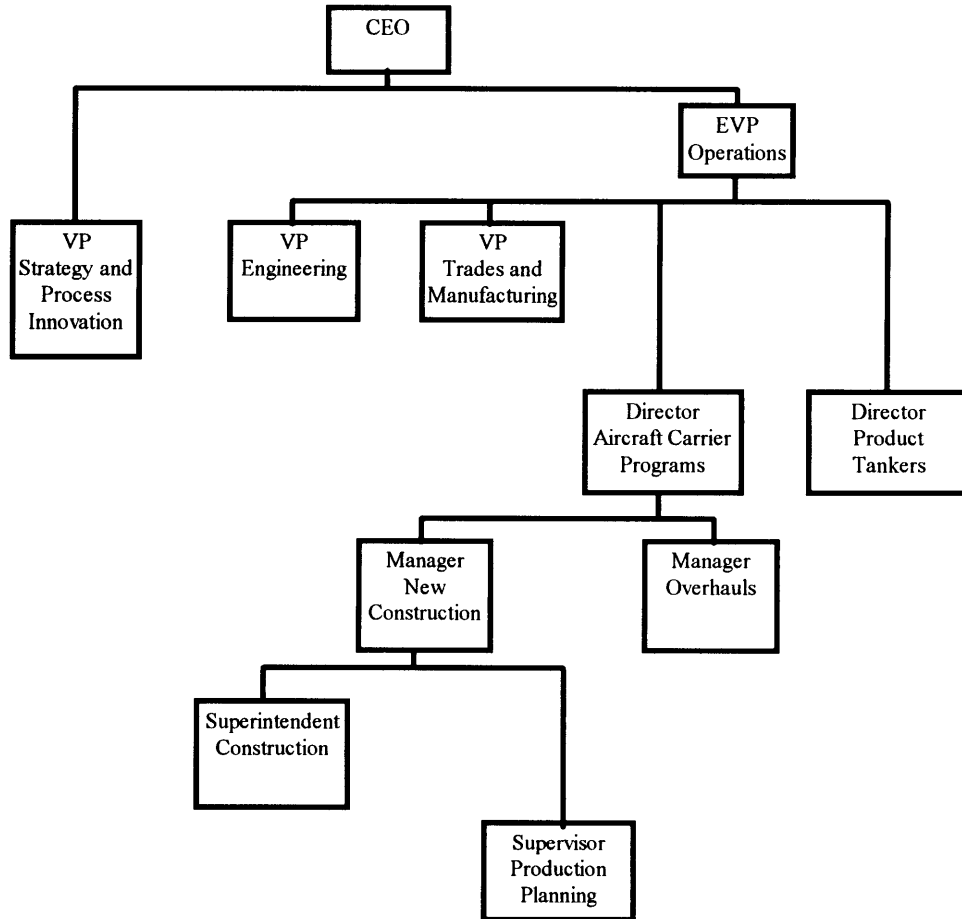 CEO
EVP
Operations
VP
Strategy and
Process
Innovation
VP
Engineering
VP
Trades and
Manufacturing
Director
Aircraft Carrier
Programs
Director
Product
Tankers
Manager
New
Construction
Manager
Overhauls
Superintendent
Construction
Supervisor
Production
Planning